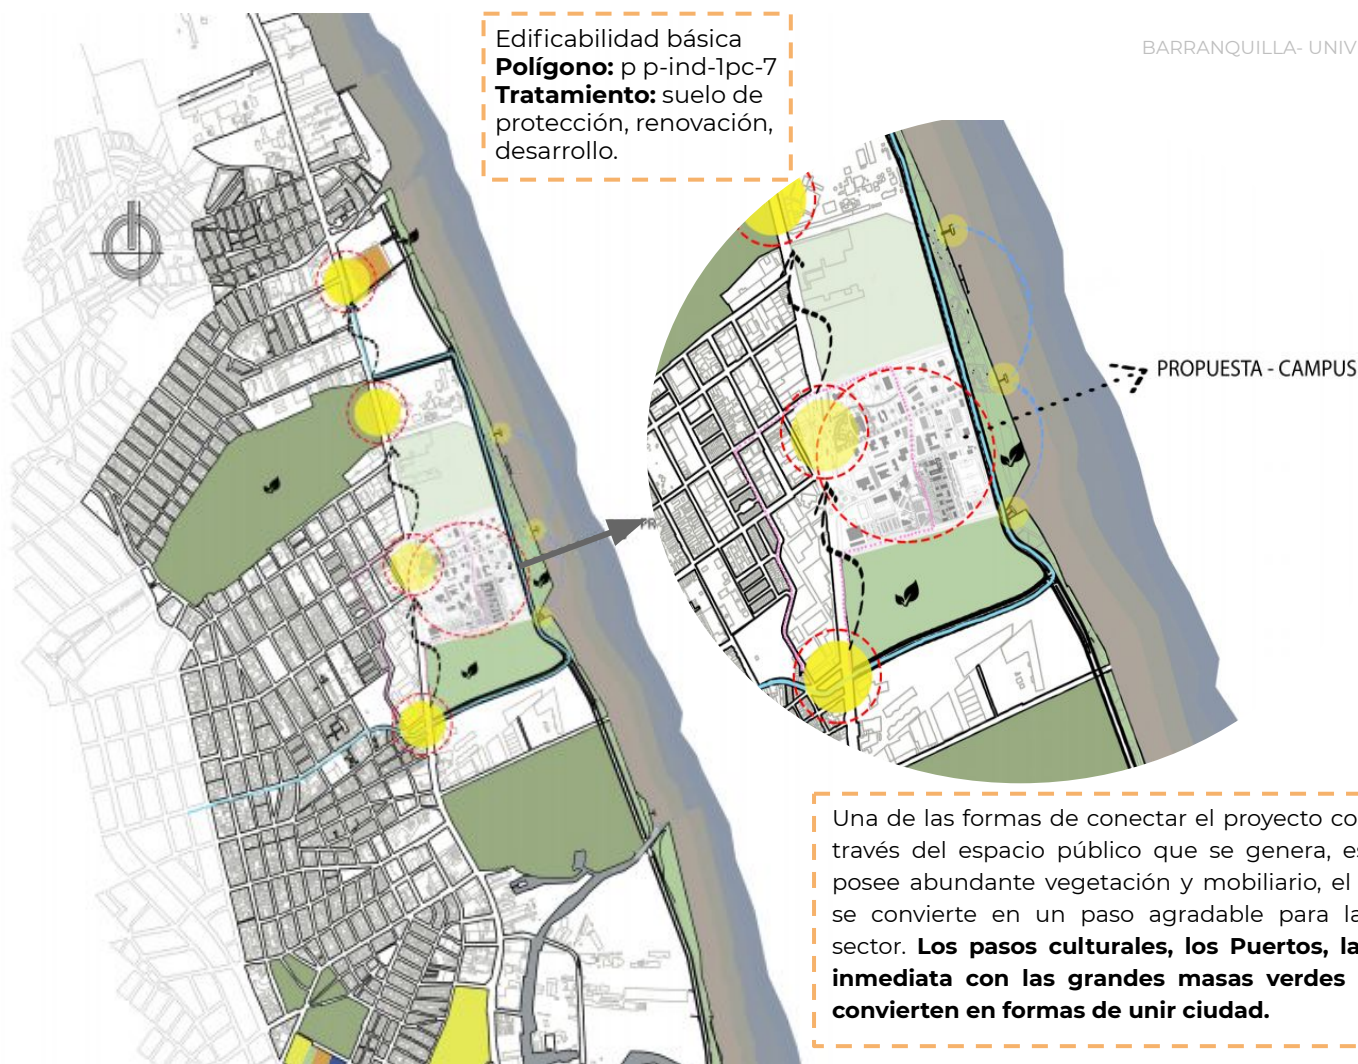 Edificabilidad básica
Polígono: p p-ind-1pc-7
Tratamiento: suelo de
protección, renovación,
desarrollo.
BARRANQUILLA- UNIV
PROPUESTA - CAMPUS
PR
Una de las formas de conectar el proyecto co
través del espacio público que se genera, es
posee abundante vegetación y mobiliario, el
se convierte en un paso agradable para la
sector. Los pasos culturales, los Puertos, la
inmediata con las grandes masas verdes
convierten en formas de unir ciudad.